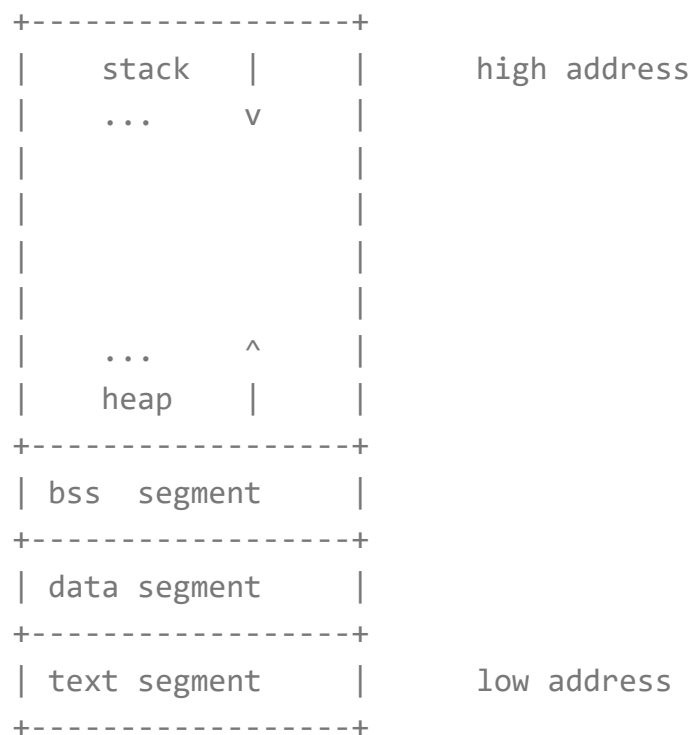 +------------------+
|    stack  |      |      high address
|    ...    v      |
|                  |
|                  |
|                  |
|                  |
|    ...    ^      |
|    heap   |      |
+------------------+
| bss  segment     |
+------------------+
| data segment     |
+------------------+
| text segment     |      low address
+------------------+